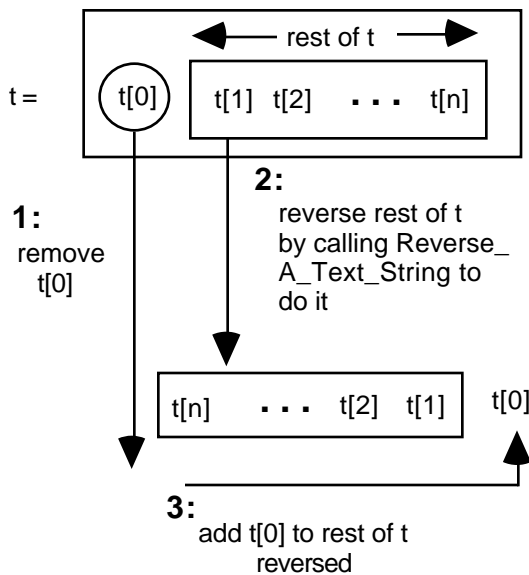 rest of t
t = t[0] t[1] t[2] ... t[n]
1:
remove
t[0]
2:
reverse rest of t
by calling Reverse_
A_Text_String to
do it
t[n] ... t[2] t[1] t[0]
3:
add t[0] to rest of t
reversed